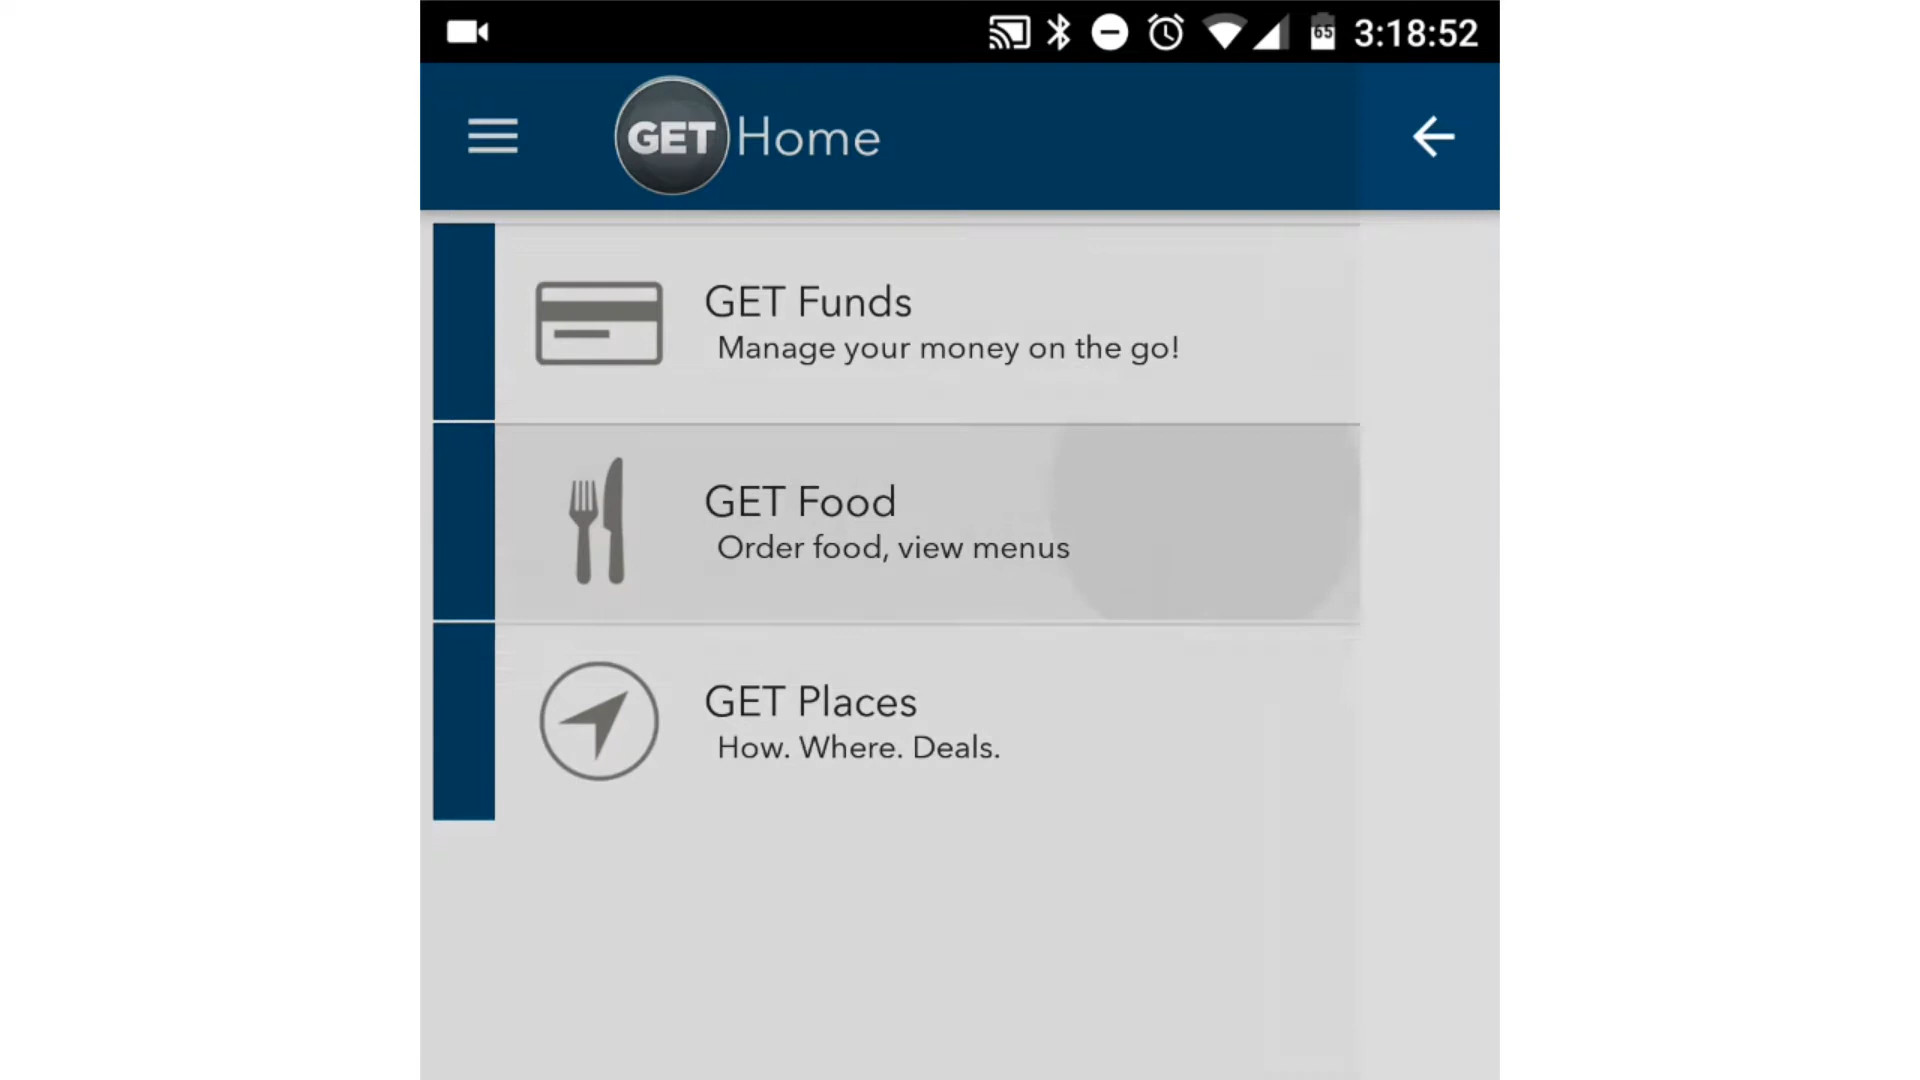 65 3:18:52
GET Home
GET Funds
Manage your money on the go!
GET Food
Order food, view menus
GET Places
How. Where. Deals.